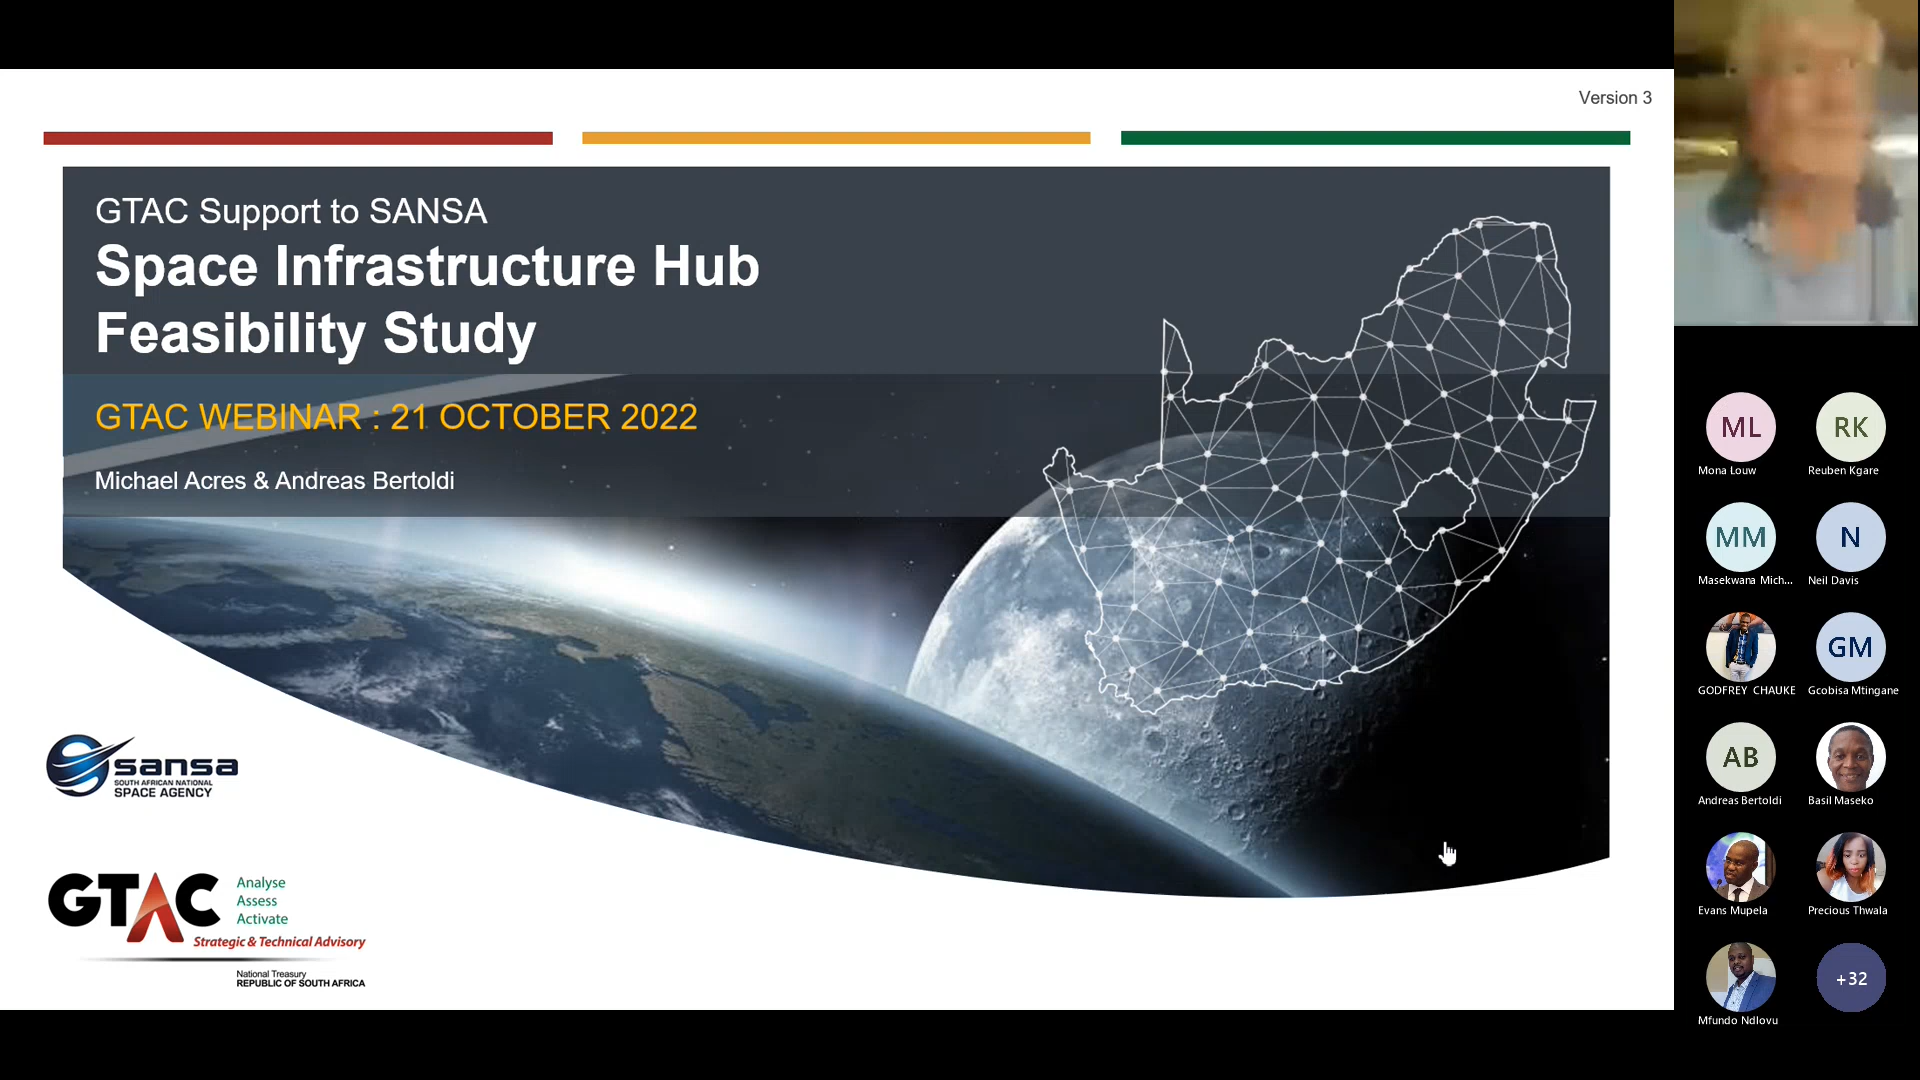 Version 3
GTAC Support to SANSA
Space Infrastructure Hub
Feasibility Study
GTAC WEBINAR : 21 OCTOBER 2022
Michael Acres & Andreas Bertoldi
sansa
SOUTH AFRICAN NATIONAL
SPACE AGENCY
GTAC
Analyse
Assess
Activate
Strategic & Technical Advisory
National Treasury
REPUBLIC OF SOUTH AFRICA
ML
RK
Mona Louw
Reuben Kgare
MM
N
Masekwana Mich...
Neil Davis
GM
GODFREY CHAUKE
Gcobisa Mtingane
AB
Andreas Bertoldi
Basil Maseko
Evans Mupela
Precious Thwala
+32
Mfundo Ndlovu